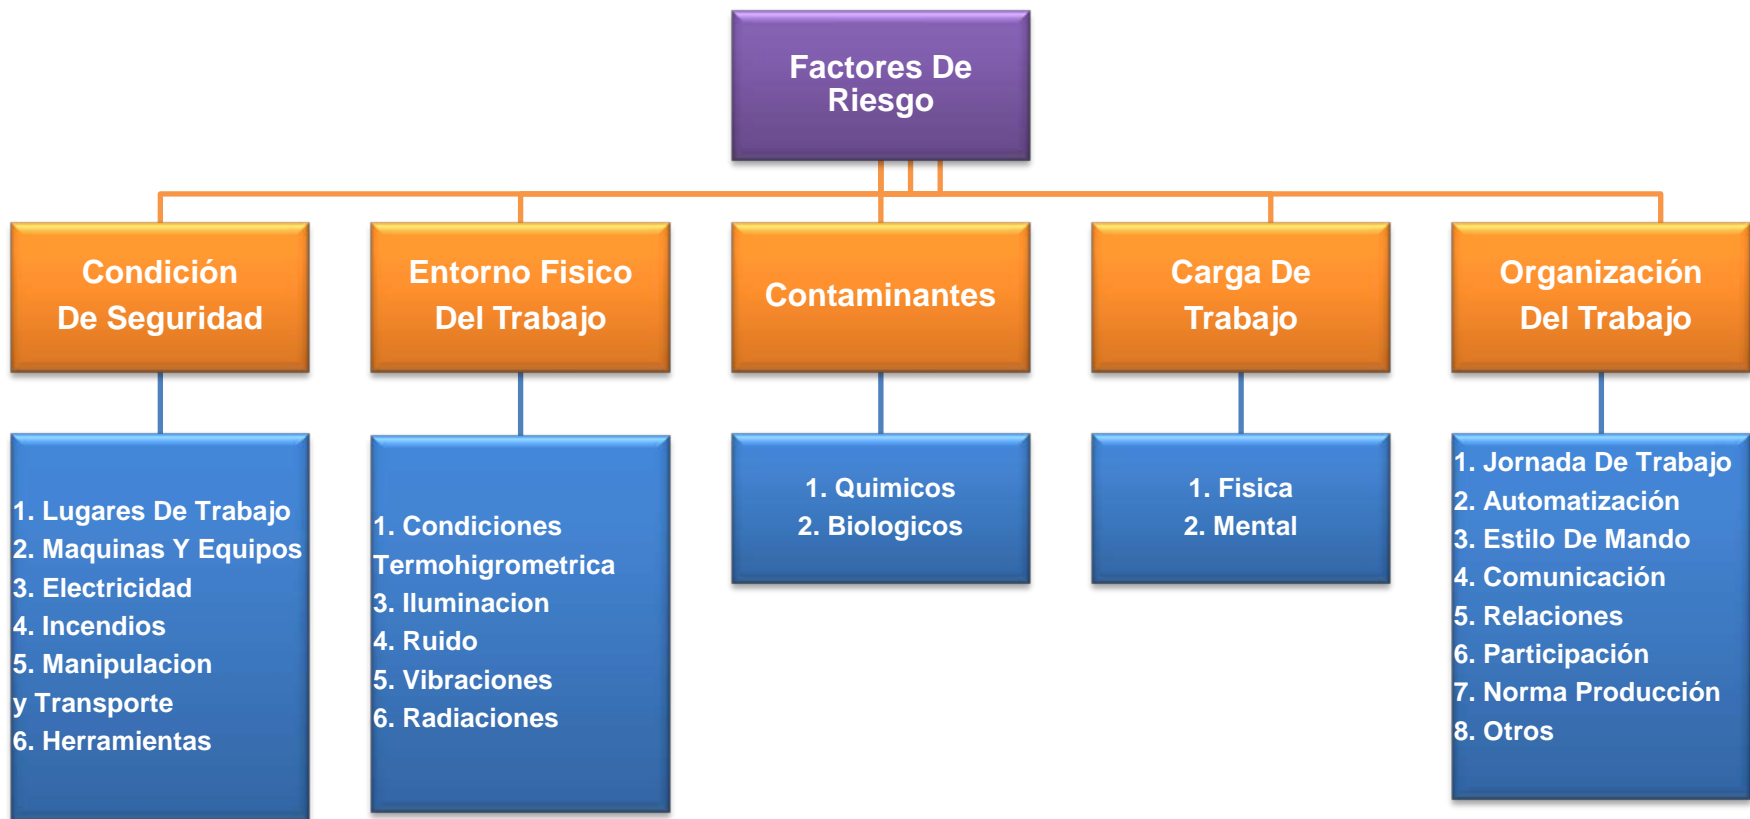 Factores De
Riesgo
Condición
De Seguridad
Entorno Fisico
Del Trabajo
Contaminantes
Carga De
Trabajo
Organización
Del Trabajo
1. Lugares De Trabajo
2. Maquinas Y Equipos
3. Electricidad
4. Incendios
5. Manipulacion
y Transporte
6. Herramientas
1. Condiciones
Termohigrometrica
3. Iluminacion
4. Ruido
5. Vibraciones
6. Radiaciones
1. Quimicos
2. Biologicos
1. Fisica
2. Mental
1. Jornada De Trabajo
2. Automatización
3. Estilo De Mando
4. Comunicación
5. Relaciones
6. Participación
7. Norma Producción
8. Otros